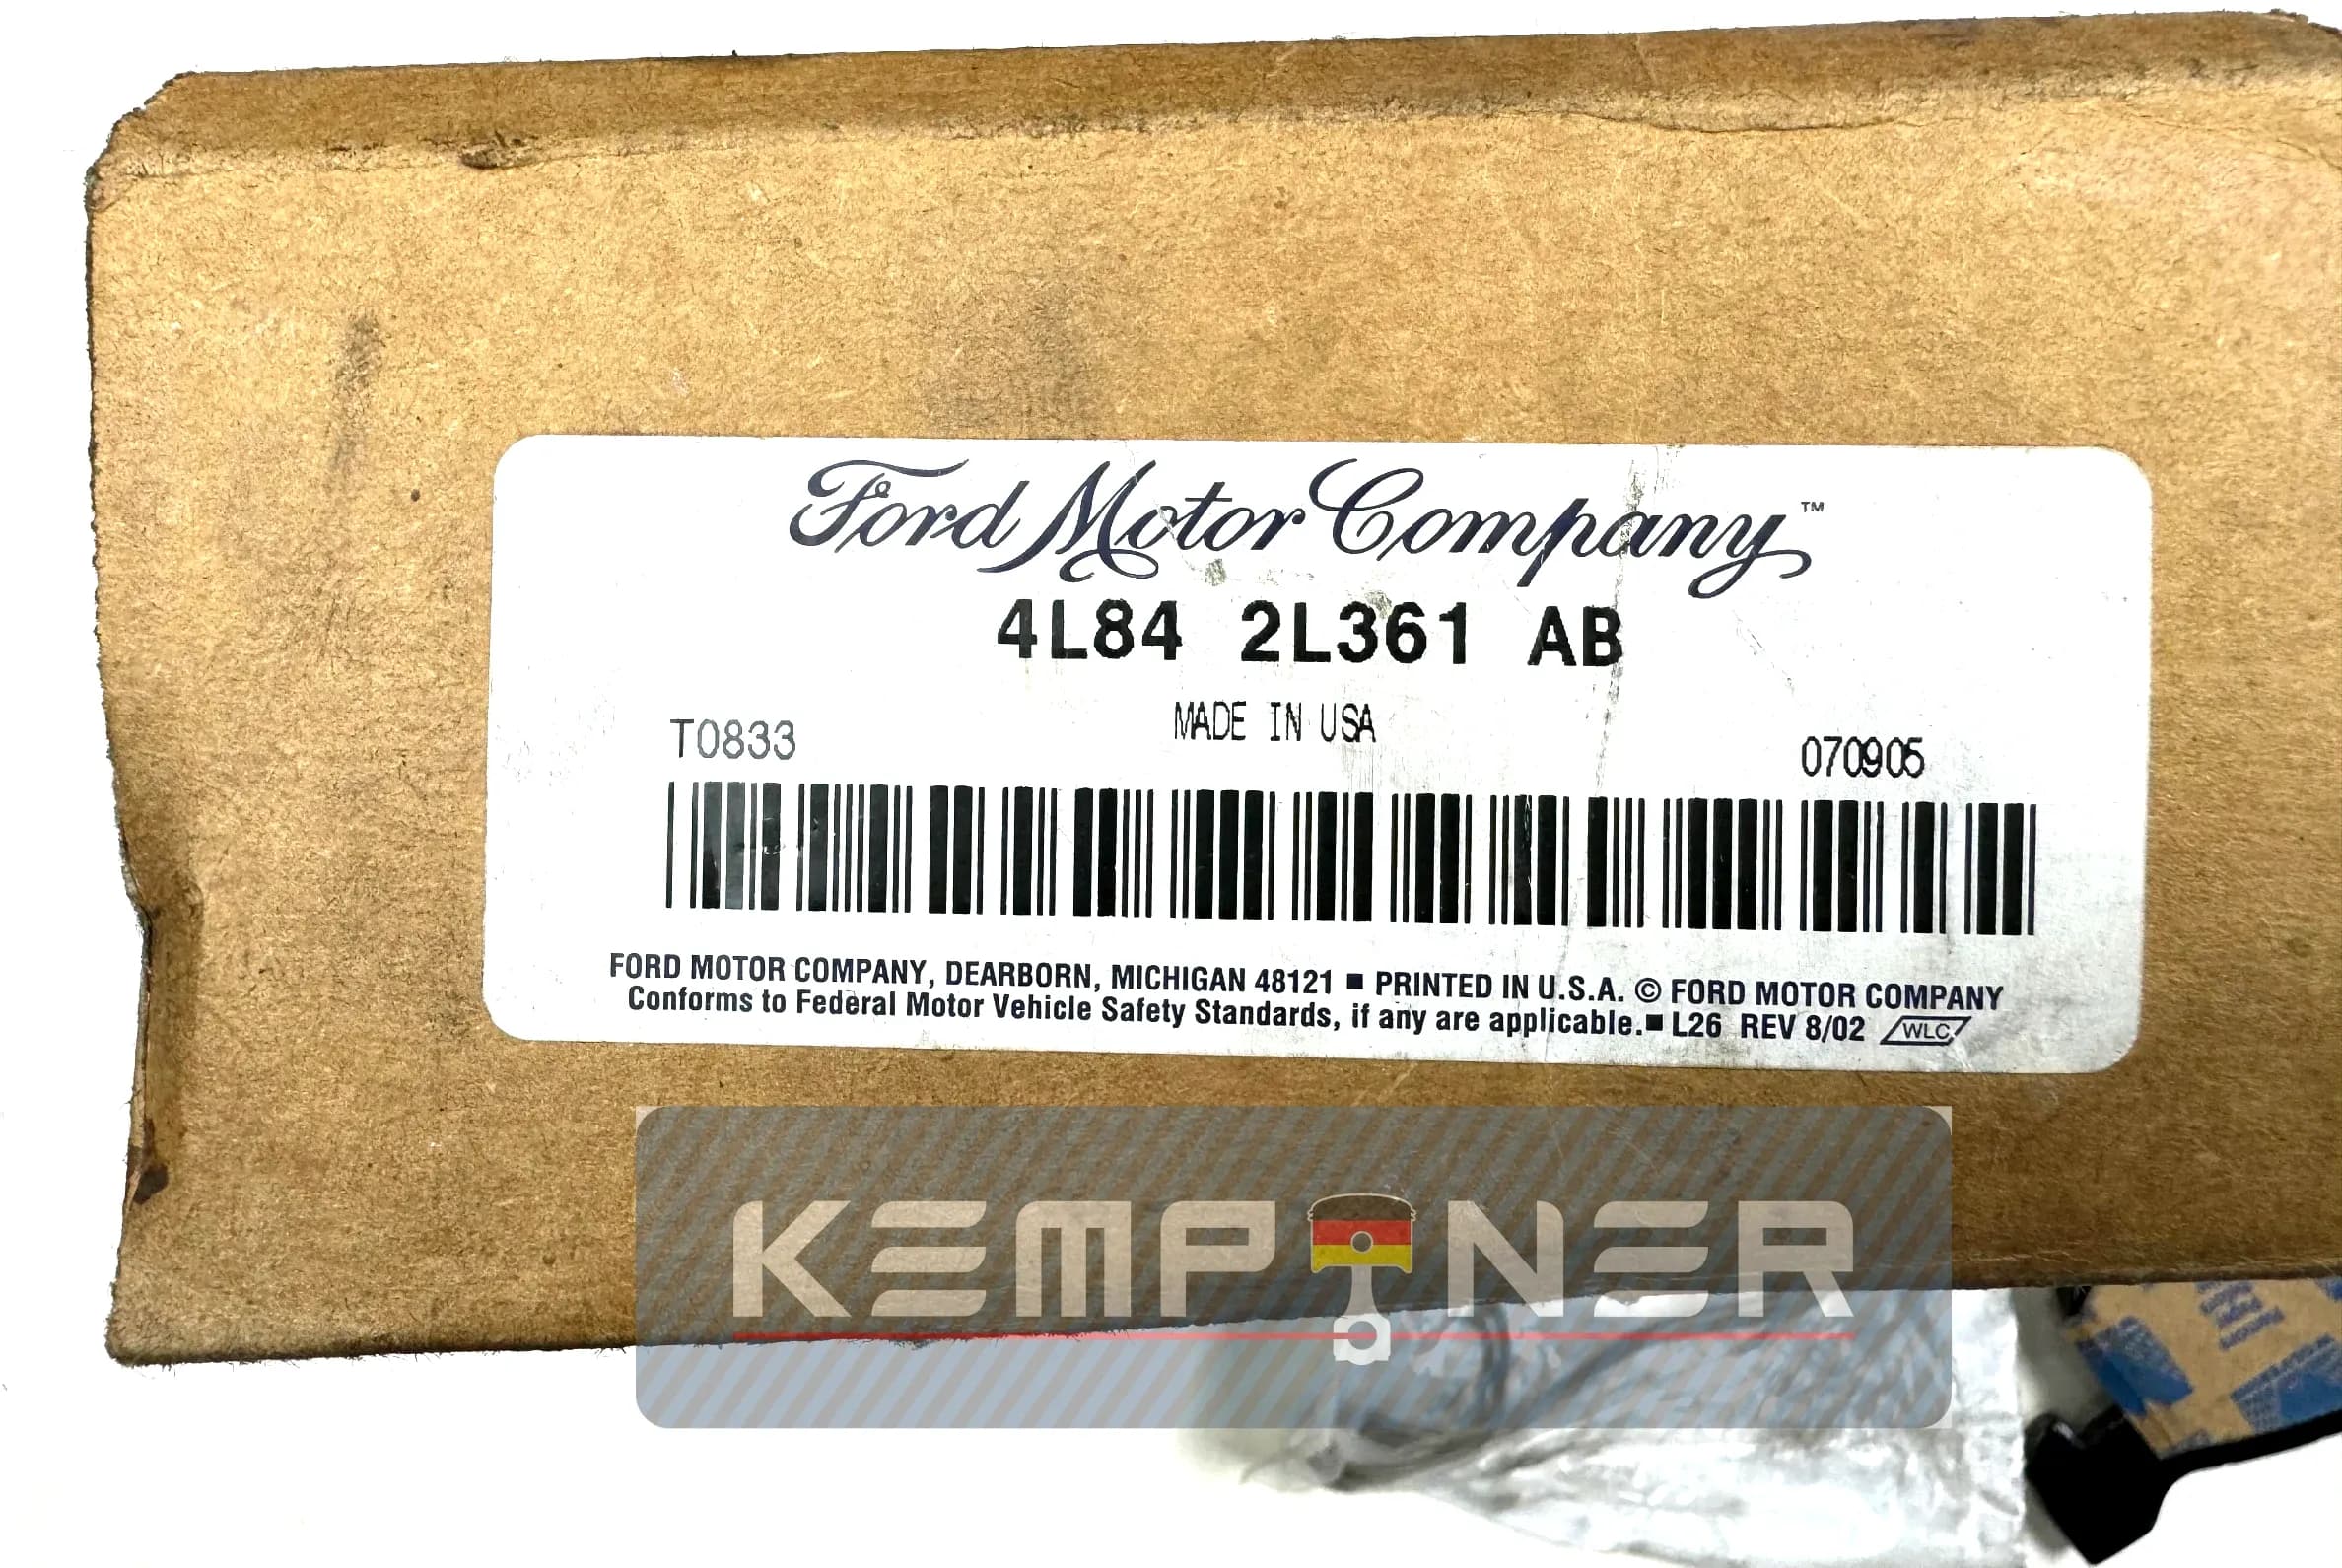 Ford Motor Company™
4L84 2L361 AB
MADE IN USA
T0833
070905
FORD MOTOR COMPANY, DEARBORN, MICHIGAN 48121 ■ PRINTED IN U.S.A. © FORD MOTOR COMPANY
Conforms to Federal Motor Vehicle Safety Standards, if any are applicable.■ L26 REV 8/02 WLC
KEMPTNER